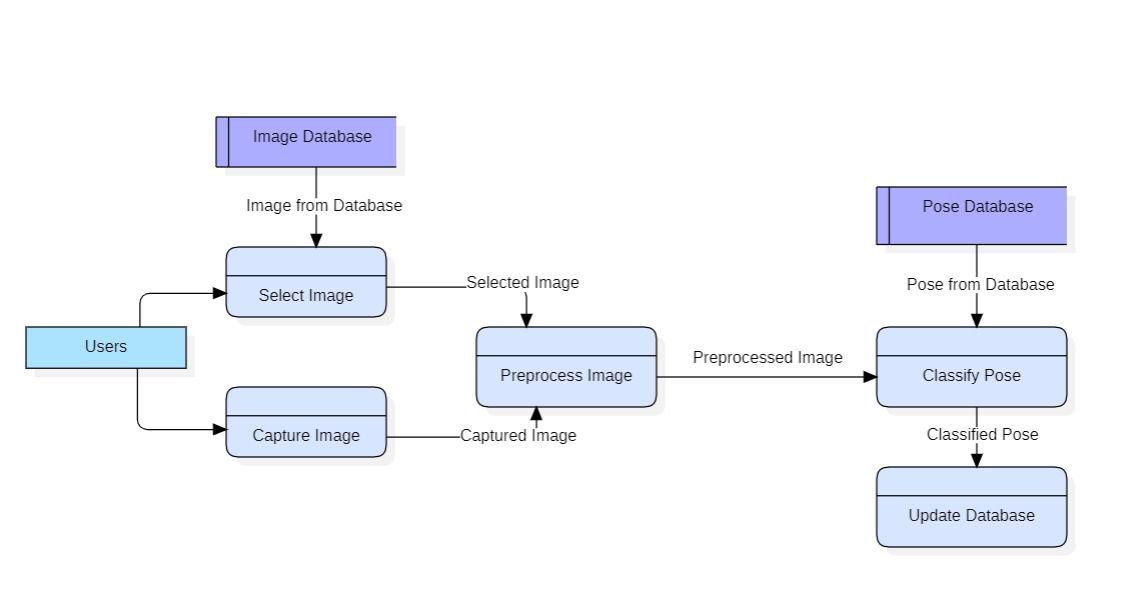 Image Database
Image from Database
Select Image
Selected Image
Users
Capture Image
Captured Image
Preprocess Image
Preprocessed Image
Pose Database
Pose from Database
Classify Pose
Classified Pose
Update Database